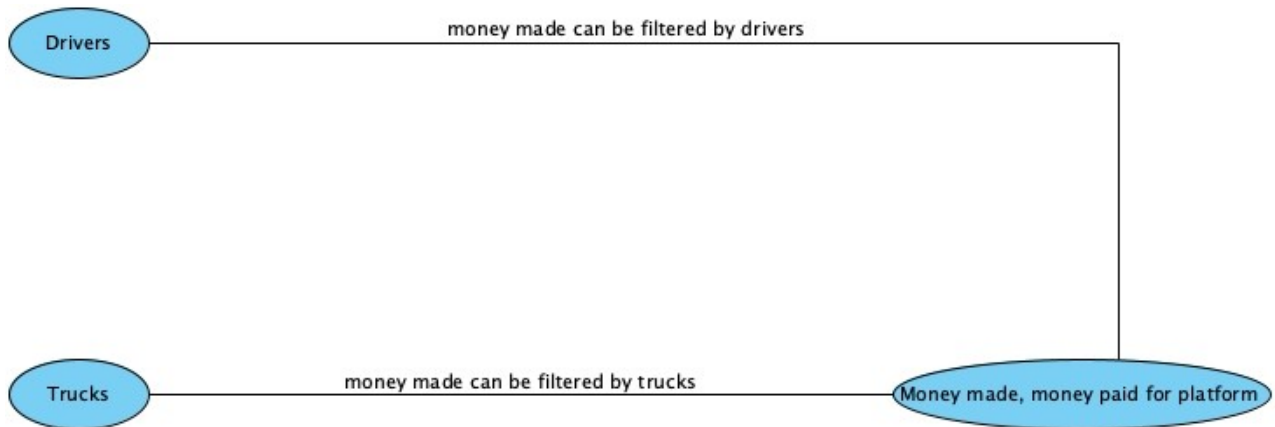 money made can be filtered by drivers
Drivers
money made can be filtered by trucks
Trucks
Money made, money paid for platform